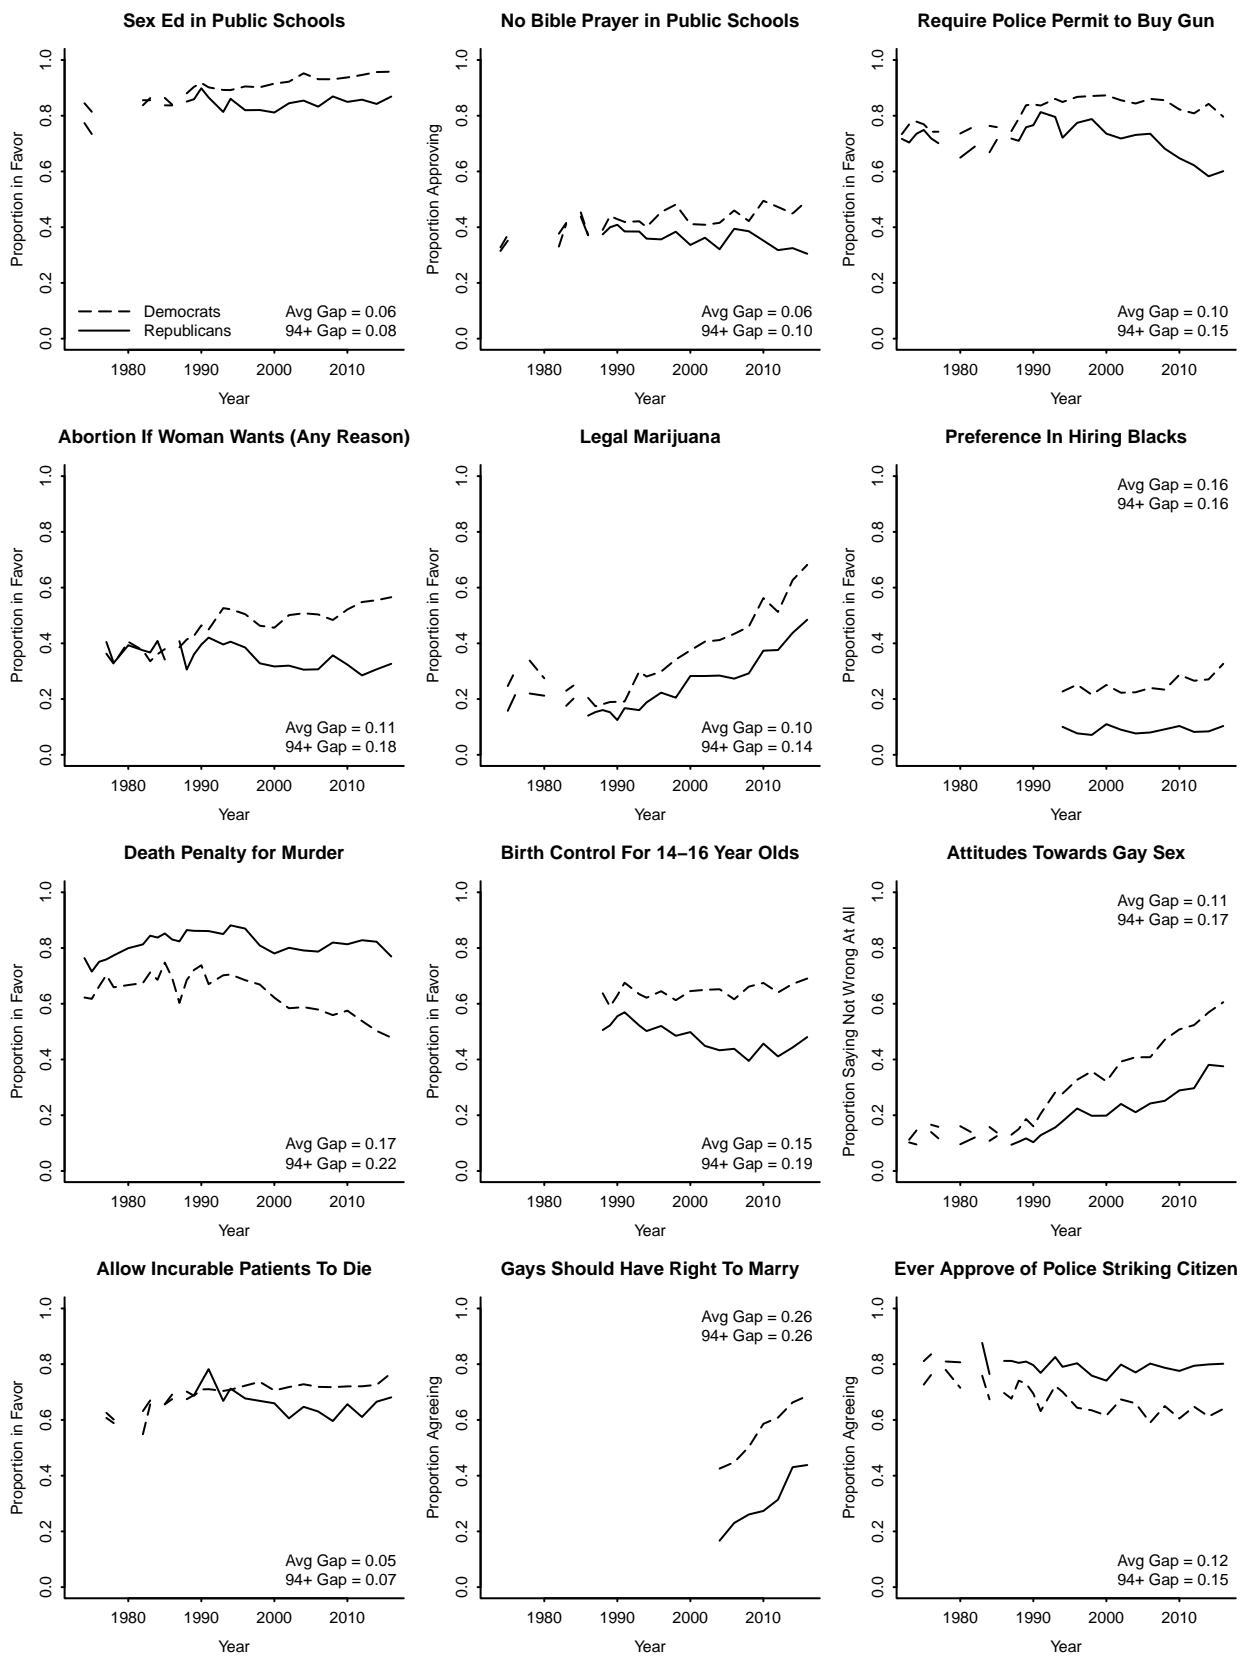 Sex Ed in Public Schools
Proportion in Favor
1.0
0.8
0.6
0.4
0.2
0.0
Democrats
Republicans
Avg Gap = 0.06
94+ Gap = 0.08
1980 1990 2000 2010
Year
No Bible Prayer in Public Schools
Proportion Approving
1.0
0.8
0.6
0.4
0.2
0.0
Avg Gap = 0.06
94+ Gap = 0.10
1980 1990 2000 2010
Year
Require Police Permit to Buy Gun
Proportion in Favor
1.0
0.8
0.6
0.4
0.2
0.0
Avg Gap = 0.10
94+ Gap = 0.15
1980 1990 2000 2010
Year
Abortion If Woman Wants (Any Reason)
Proportion in Favor
1.0
0.8
0.6
0.4
0.2
0.0
Avg Gap = 0.11
94+ Gap = 0.18
1980 1990 2000 2010
Year
Legal Marijuana
Proportion in Favor
1.0
0.8
0.6
0.4
0.2
0.0
Avg Gap = 0.10
94+ Gap = 0.14
1980 1990 2000 2010
Year
Preference In Hiring Blacks
Proportion in Favor
1.0
0.8
0.6
0.4
0.2
0.0
Avg Gap = 0.16
94+ Gap = 0.16
1980 1990 2000 2010
Year
Death Penalty for Murder
Proportion in Favor
1.0
0.8
0.6
0.4
0.2
0.0
Avg Gap = 0.17
94+ Gap = 0.22
1980 1990 2000 2010
Year
Birth Control For 14–16 Year Olds
Proportion in Favor
1.0
0.8
0.6
0.4
0.2
0.0
Avg Gap = 0.15
94+ Gap = 0.19
1980 1990 2000 2010
Year
Attitudes Towards Gay Sex
Proportion Saying Not Wrong At All
1.0
0.8
0.6
0.4
0.2
0.0
Avg Gap = 0.11
94+ Gap = 0.17
1980 1990 2000 2010
Year
Allow Incurable Patients To Die
Proportion in Favor
1.0
0.8
0.6
0.4
0.2
0.0
Avg Gap = 0.05
94+ Gap = 0.07
1980 1990 2000 2010
Year
Gays Should Have Right To Marry
Proportion Agreeing
1.0
0.8
0.6
0.4
0.2
0.0
Avg Gap = 0.26
94+ Gap = 0.26
1980 1990 2000 2010
Year
Ever Approve of Police Striking Citizen
Proportion Agreeing
1.0
0.8
0.6
0.4
0.2
0.0
Avg Gap = 0.12
94+ Gap = 0.15
1980 1990 2000 2010
Year